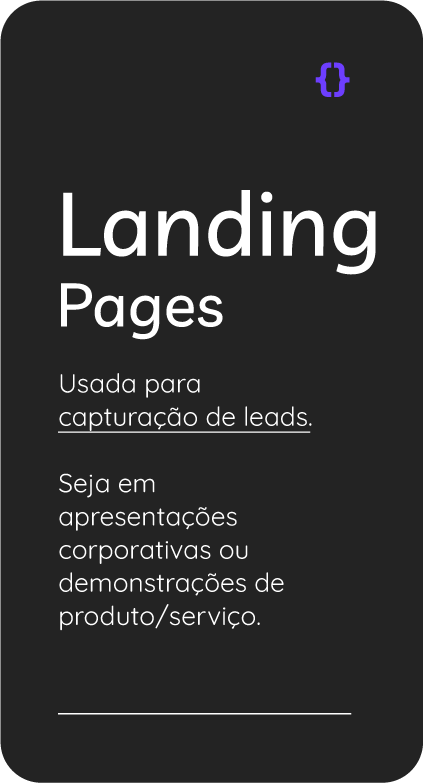 {}
Landing
Pages
Usada para
capturação de leads.
Seja em
apresentações
corporativas ou
demonstrações de
produto/serviço.